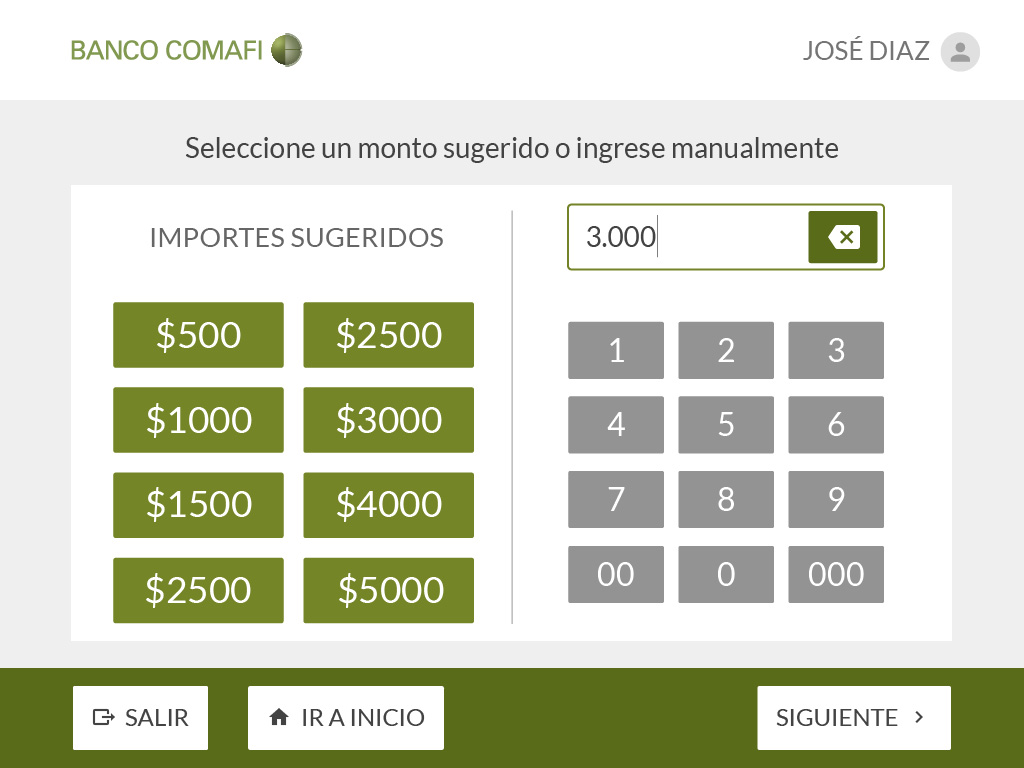 BANCO COMAFI
JOSÉ DIAZ
Seleccione un monto sugerido o ingrese manualmente
IMPORTES SUGERIDOS
$500 $2500
$1000 $3000
$1500 $4000
$2500 $5000
3.000
1 2 3
4 5 6
7 8 9
00 0 000
SALIR
IR A INICIO
SIGUIENTE